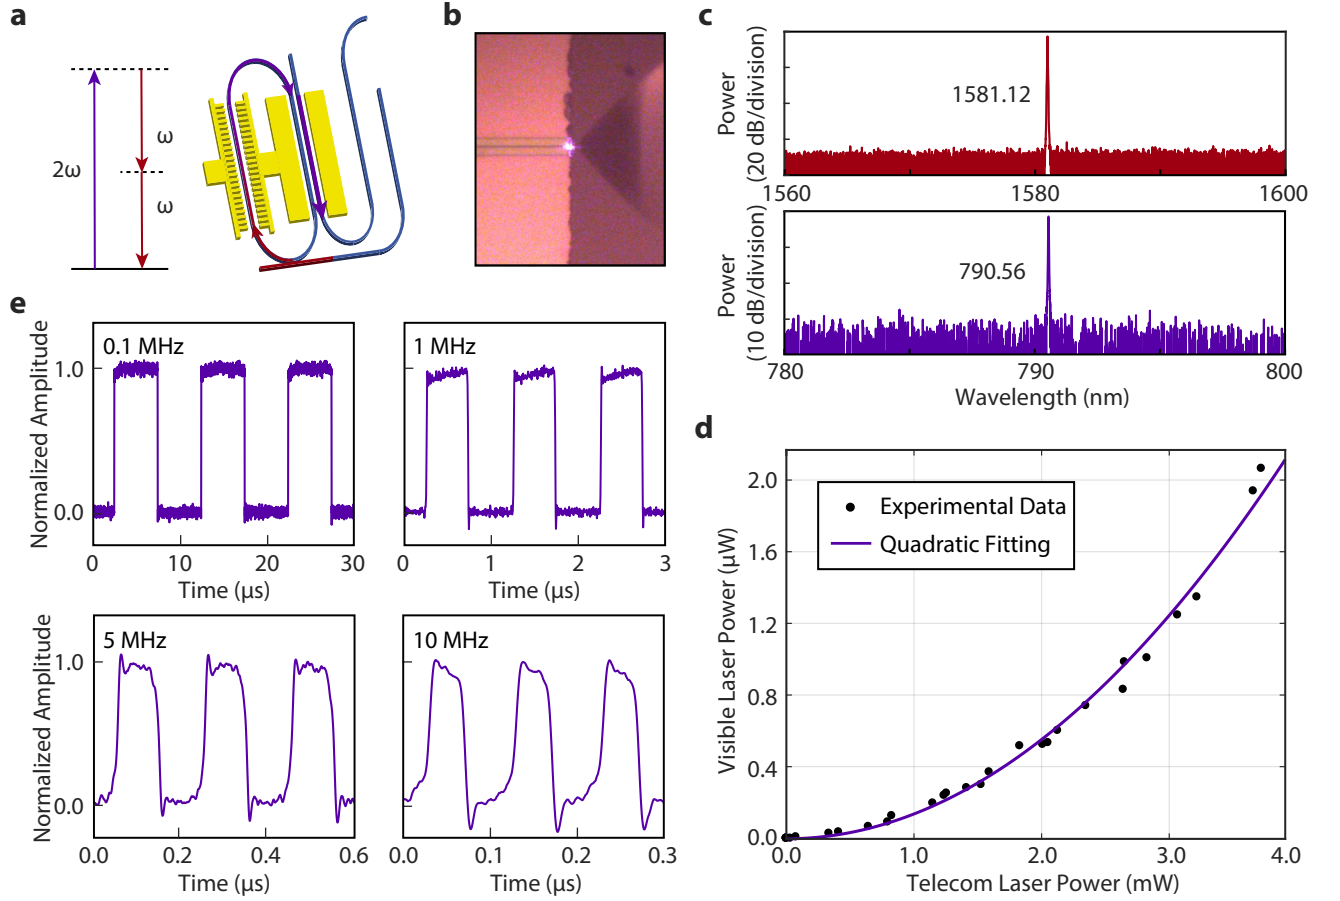 a
2ω
ω
ω
b
c
Power
(20 dB/division)
1581.12
1560
1580
1600
Power
(10 dB/division)
790.56
780
790
800
Wavelength (nm)
d
Visible Laser Power (μW)
2.0
1.6
1.2
0.8
0.4
0.0
Experimental Data
Quadratic Fitting
0.0
1.0
2.0
3.0
4.0
Telecom Laser Power (mW)
e
Normalized Amplitude
0.1 MHz
1.0
0.0
0
10
20
30
Time (μs)
1 MHz
0
1
2
3
Time (μs)
Normalized Amplitude
5 MHz
1.0
0.0
0.0
0.2
0.4
0.6
Time (μs)
10 MHz
0.0
0.1
0.2
0.3
Time (μs)